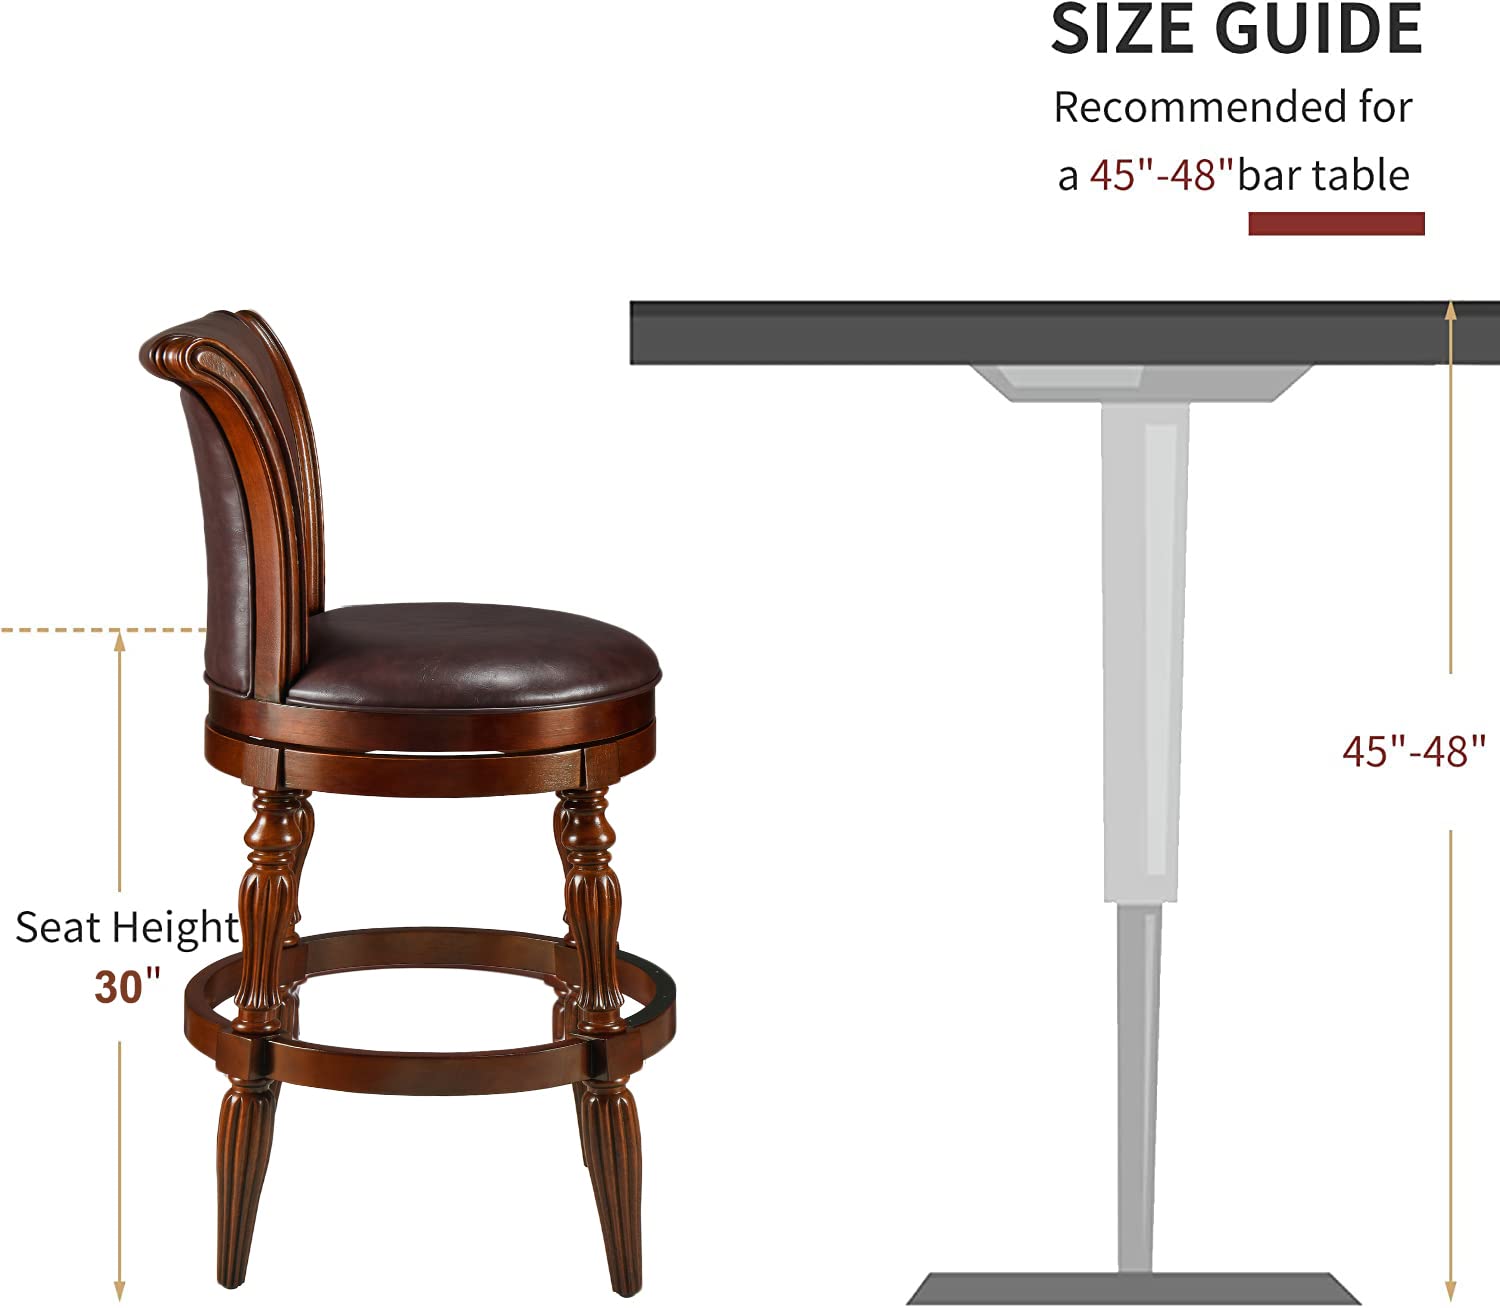 SIZE GUIDE
Recommended for
a 45"-48"bar table
45"-48"
Seat Height
30"